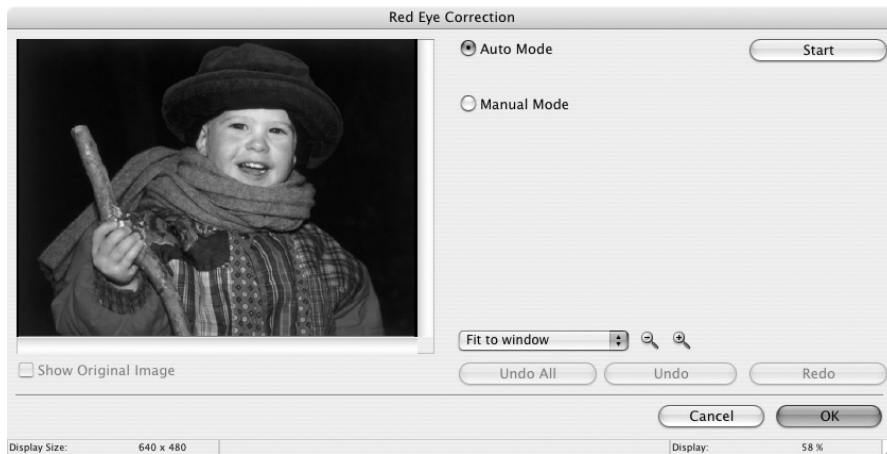 Red Eye Correction
Auto Mode
Start
Manual Mode
Fit to window
Show Original Image
Undo All
Undo
Redo
Cancel
OK
Display Size: 640 x 480
Display: 58 %